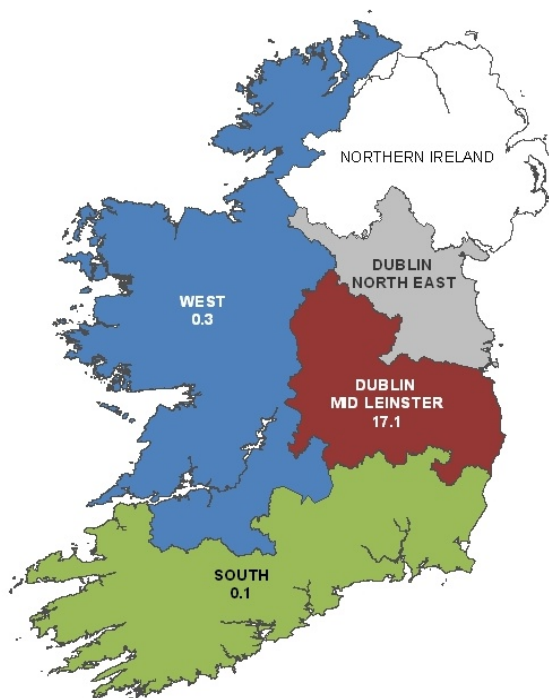 NORTHERN IRELAND
DUBLIN
NORTH EAST
WEST
0.3
DUBLIN
MID LEINSTER
17.1
SOUTH
0.1